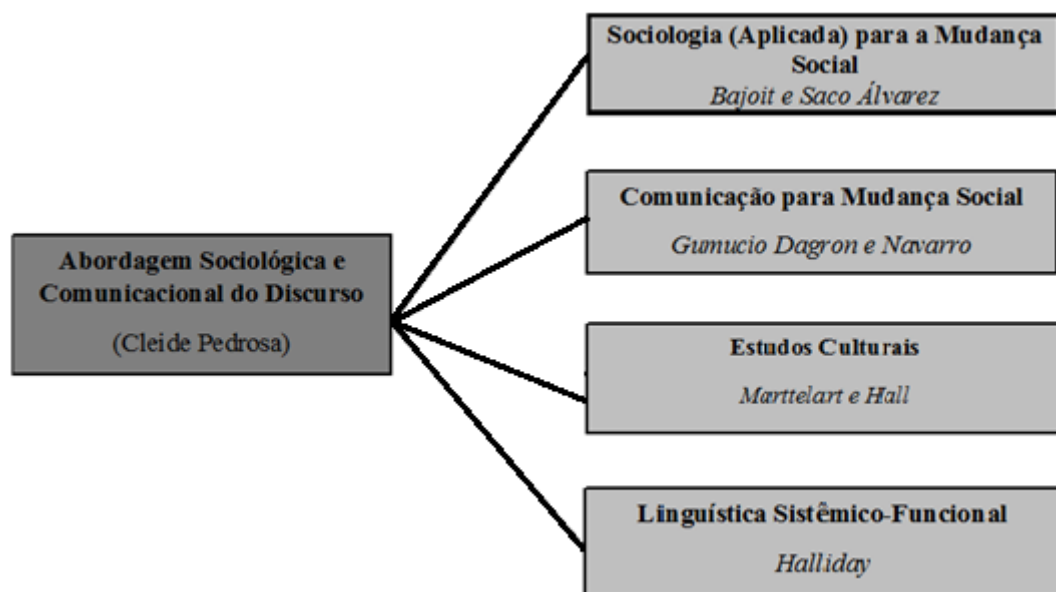 Sociologia (Aplicada) para a Mudança
Social
Bajoit e Saco Álvarez
Comunicação para Mudança Social
Gumucio Dagron e Navarro
Abordagem Sociológica e
Comunicacional do Discurso
(Cleide Pedrosa)
Estudos Culturais
Marttelart e Hall
Linguística Sistêmico-Funcional
Halliday